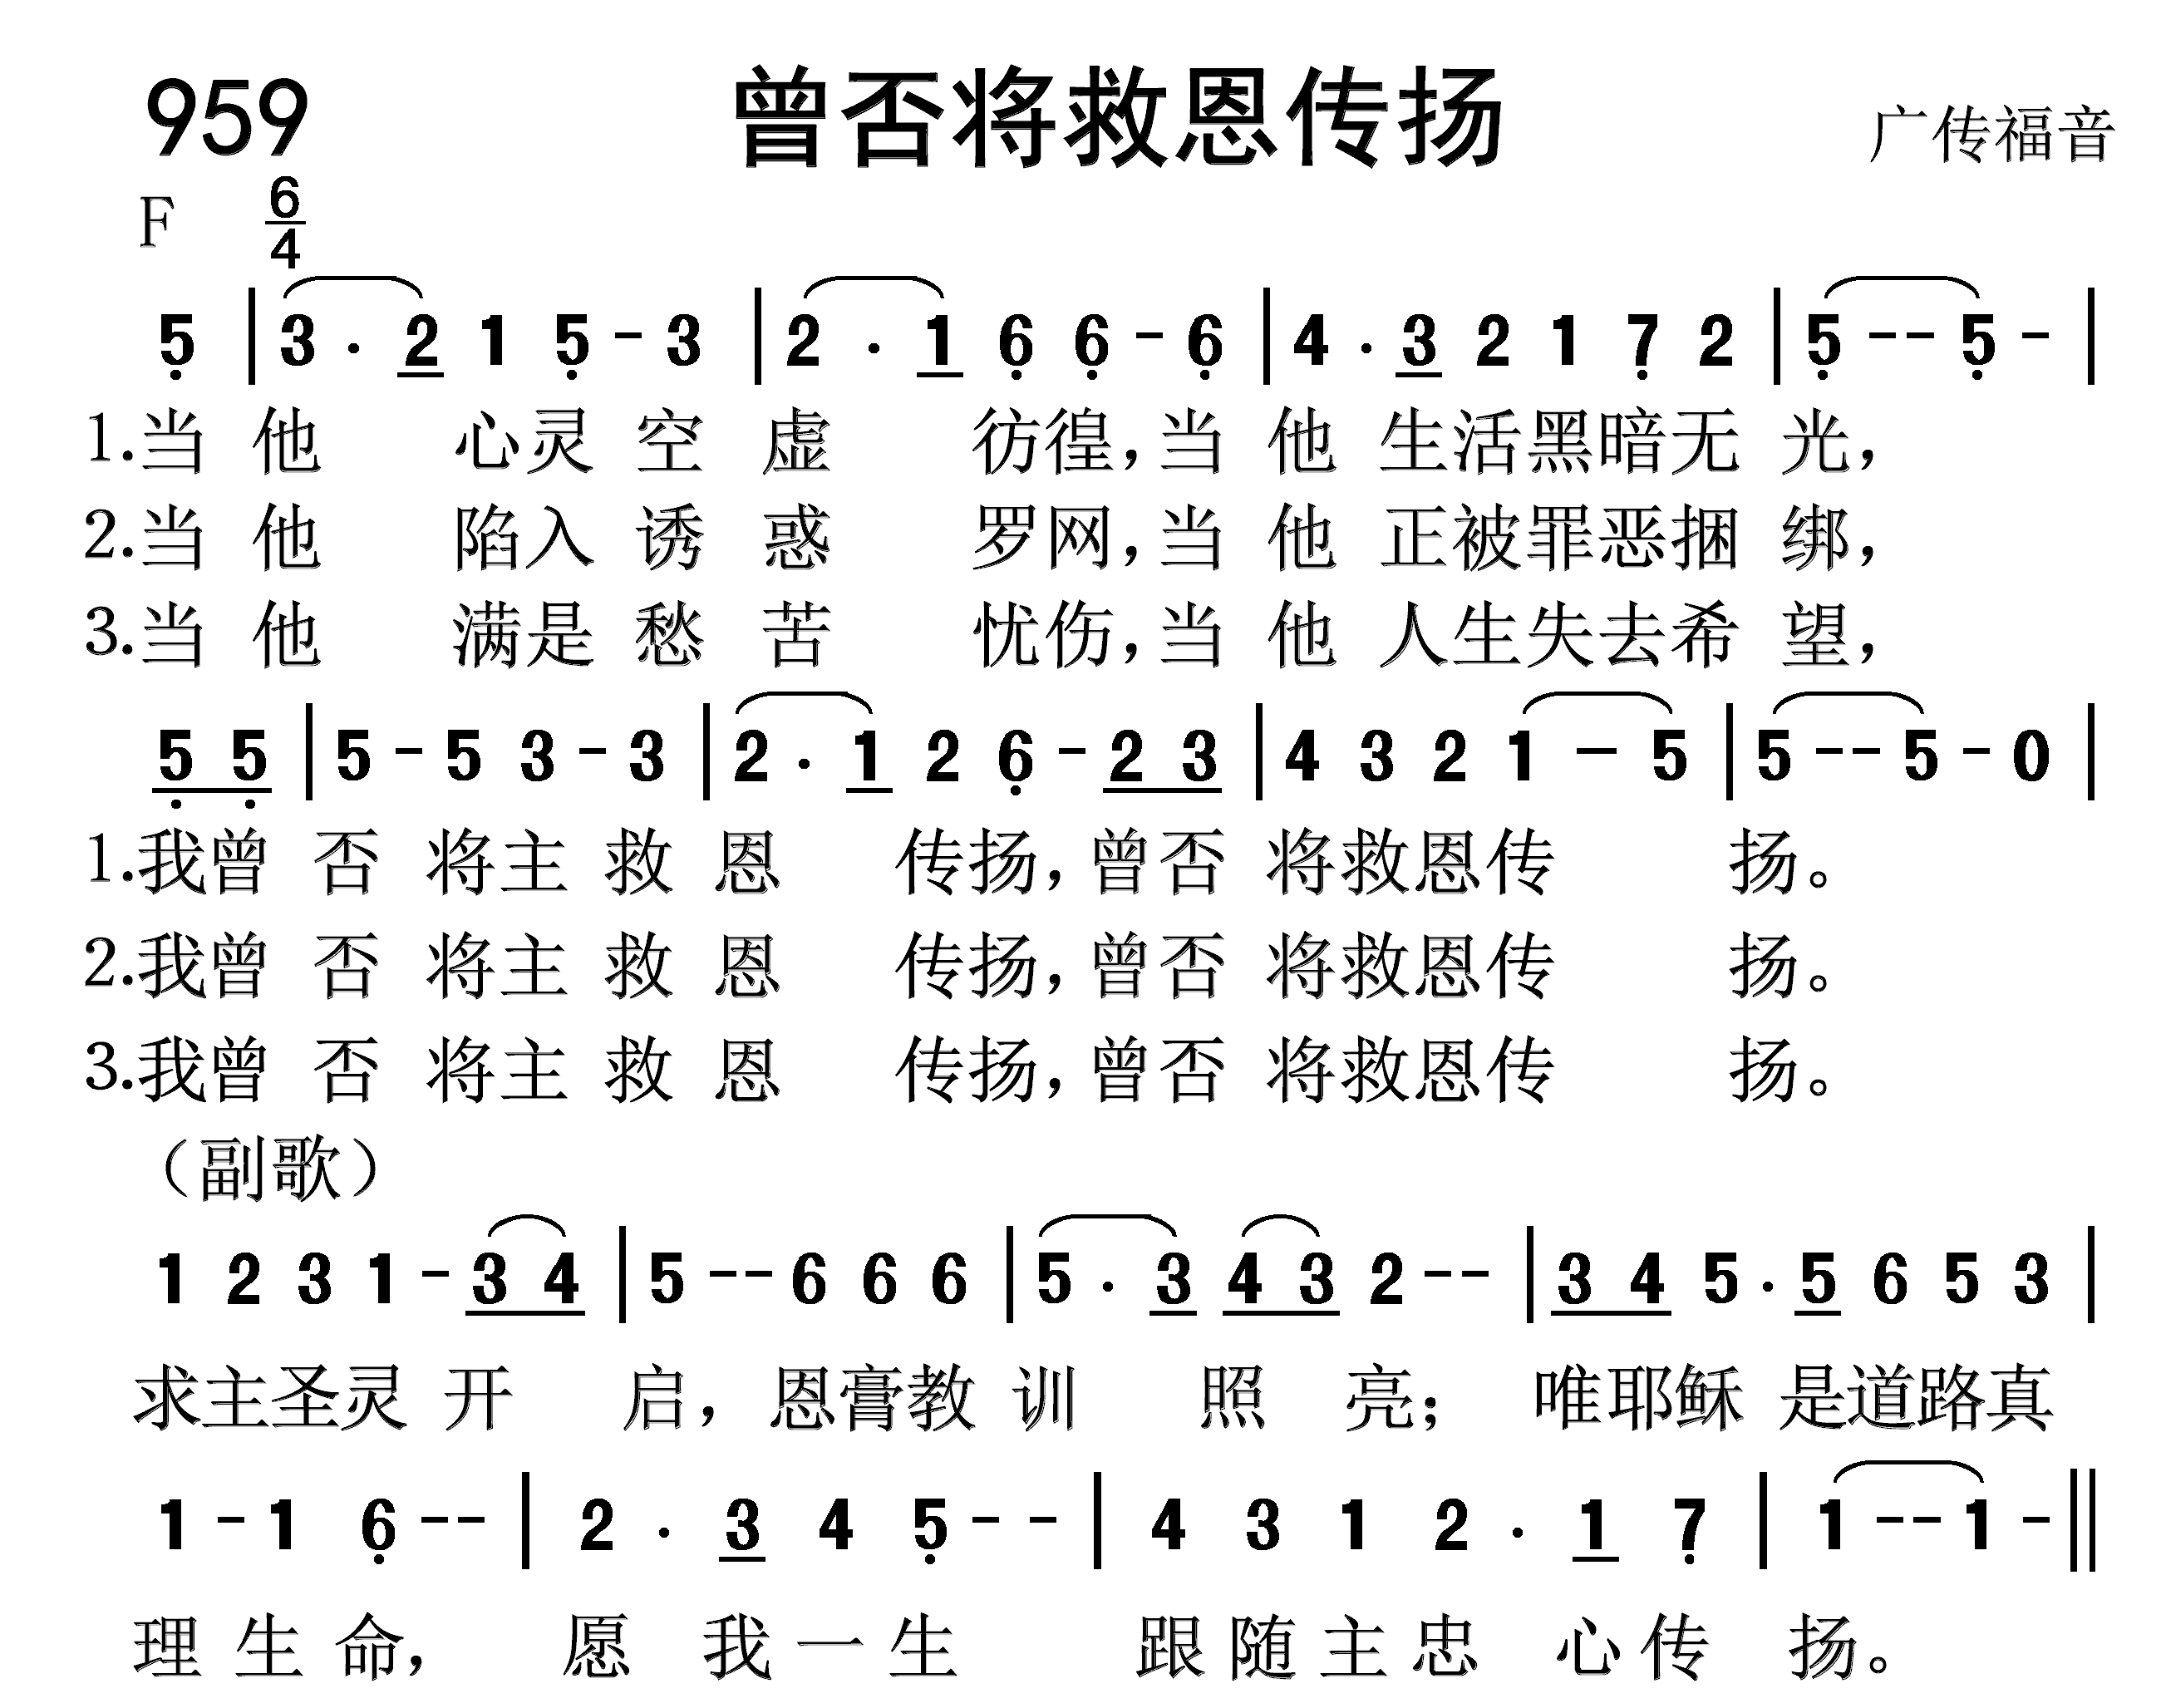 959 曾否将救恩传扬 广传福音
F 6/4
5̣ | 3 · 2 1 5̣ - 3 | 2 · 1 6̣ 6̣ - 6̣ | 4 · 3 2 1 7̣ 2 | 5̣ - - 5̣ - |
1.当 他 心灵 空 虚 彷徨，当 他 生活黑暗无 光，
2.当 他 陷入 诱 惑 罗网，当 他 正被罪恶捆 绑，
3.当 他 满是 愁 苦 忧伤，当 他 人生失去希 望，
5̣ 5̣ | 5 - 5 3 - 3 | 2 · 1 2 6̣ - 2 3 | 4 3 2 1 - 5 | 5 - - 5 - 0 |
1.我曾 否 将主 救 恩 传扬，曾否 将救恩传 扬。
2.我曾 否 将主 救 恩 传扬，曾否 将救恩传 扬。
3.我曾 否 将主 救 恩 传扬，曾否 将救恩传 扬。
（副歌）
1 2 3 1 - 3 4 | 5 - - 6 6 6 | 5 · 3 4 3 2 - - | 3 4 5 · 5 6 5 3 |
求主圣灵 开 启，恩膏教 训 照 亮；唯耶稣 是道路真
1 - 1 6̣ - - | 2 · 3 4 5̣ - - | 4 3 1 2 · 1 7̣ | 1 - - 1 - ‖
理 生 命， 愿 我 一 生 跟 随 主 忠 心 传 扬。